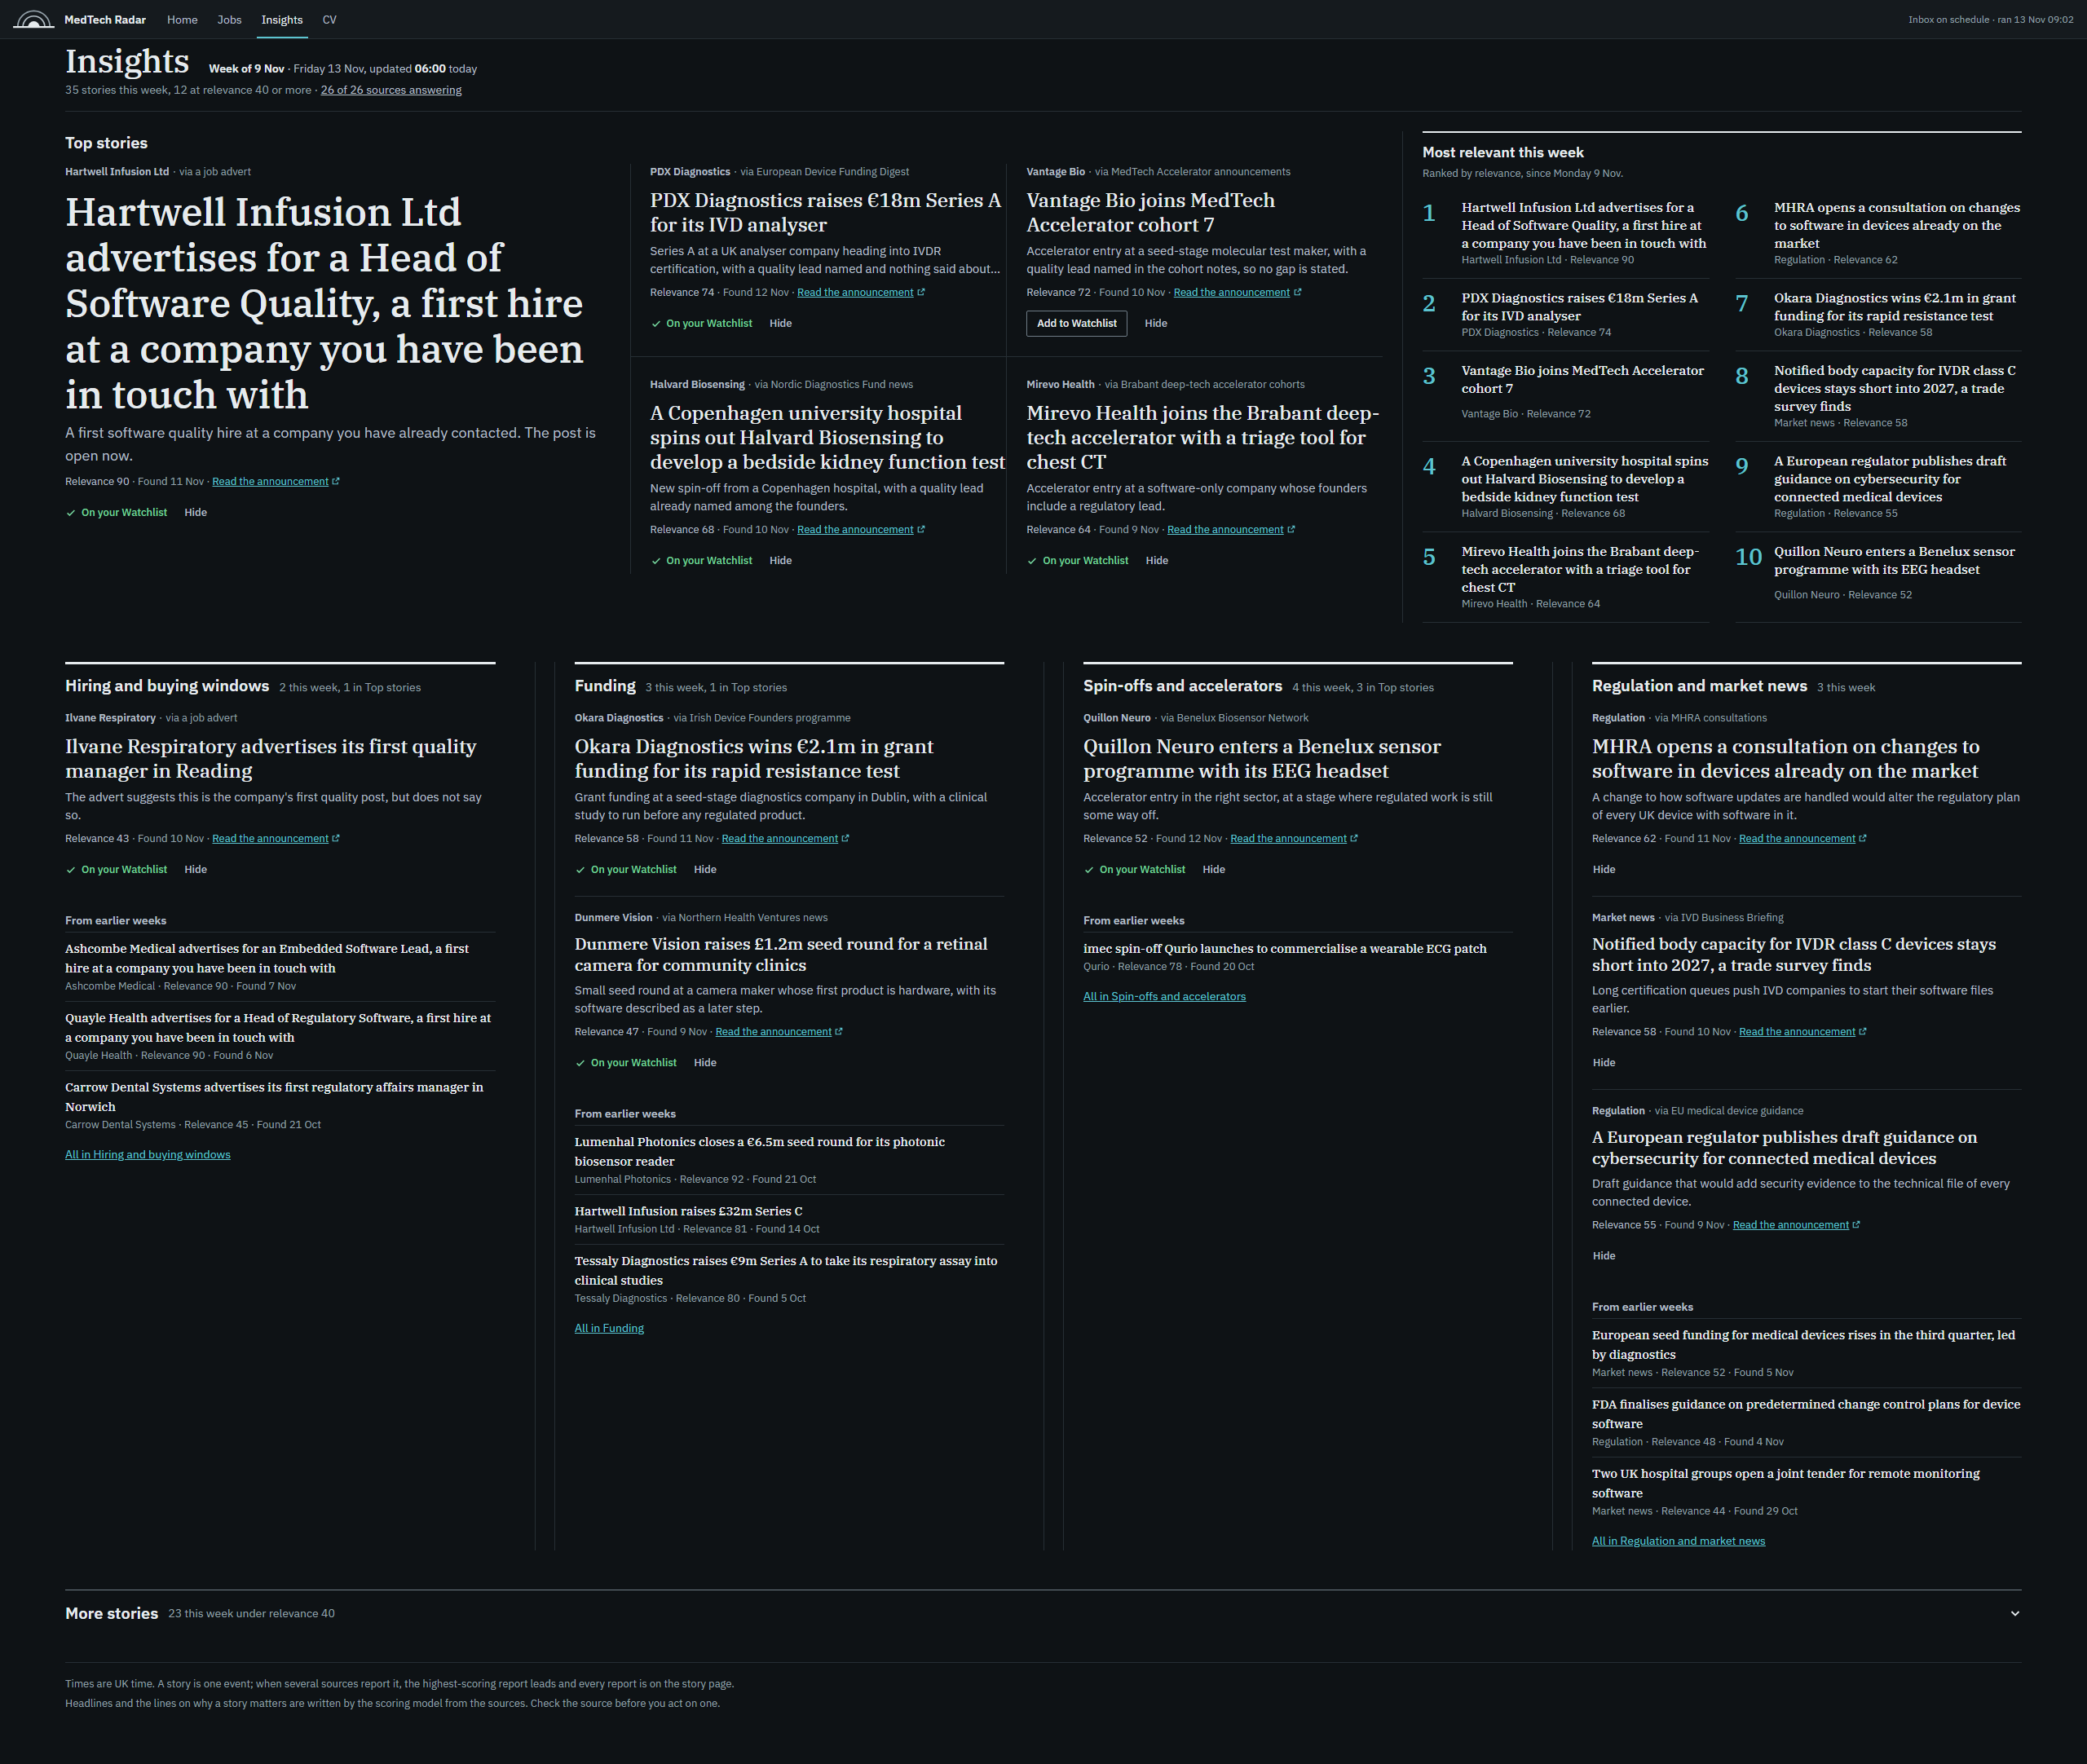 MedTech Radar Home Jobs Insights CV
Inbox on schedule · ran 13 Nov 09:02
Insights Week of 9 Nov · Friday 13 Nov, updated 06:00 today
35 stories this week, 12 at relevance 40 or more · 26 of 26 sources answering
Top stories
Hartwell Infusion Ltd · via a job advert
Hartwell Infusion Ltd
advertises for a Head of
Software Quality, a first hire
at a company you have been
in touch with
A first software quality hire at a company you have already contacted. The post is
open now.
Relevance 90 · Found 11 Nov · Read the announcement
On your Watchlist Hide
PDX Diagnostics · via European Device Funding Digest
PDX Diagnostics raises €18m Series A
for its IVD analyser
Series A at a UK analyser company heading into IVDR
certification, with a quality lead named and nothing said about...
Relevance 74 · Found 12 Nov · Read the announcement
On your Watchlist Hide
Vantage Bio · via MedTech Accelerator announcements
Vantage Bio joins MedTech
Accelerator cohort 7
Accelerator entry at a seed-stage molecular test maker, with a
quality lead named in the cohort notes, so no gap is stated.
Relevance 72 · Found 10 Nov · Read the announcement
Add to Watchlist Hide
Halvard Biosensing · via Nordic Diagnostics Fund news
A Copenhagen university hospital
spins out Halvard Biosensing to
develop a bedside kidney function test
New spin-off from a Copenhagen hospital, with a quality lead
already named among the founders.
Relevance 68 · Found 10 Nov · Read the announcement
On your Watchlist Hide
Mirevo Health · via Brabant deep-tech accelerator cohorts
Mirevo Health joins the Brabant deep-
tech accelerator with a triage tool for
chest CT
Accelerator entry at a software-only company whose founders
include a regulatory lead.
Relevance 64 · Found 9 Nov · Read the announcement
On your Watchlist Hide
Most relevant this week
Ranked by relevance, since Monday 9 Nov.
1 Hartwell Infusion Ltd advertises for a
Head of Software Quality, a first hire at
a company you have been in touch with
Hartwell Infusion Ltd · Relevance 90
2 PDX Diagnostics raises €18m Series A
for its IVD analyser
PDX Diagnostics · Relevance 74
3 Vantage Bio joins MedTech Accelerator
cohort 7
Vantage Bio · Relevance 72
4 A Copenhagen university hospital spins
out Halvard Biosensing to develop a
bedside kidney function test
Halvard Biosensing · Relevance 68
5 Mirevo Health joins the Brabant deep-
tech accelerator with a triage tool for
chest CT
Mirevo Health · Relevance 64
6 MHRA opens a consultation on changes
to software in devices already on the
market
Regulation · Relevance 62
7 Okara Diagnostics wins €2.1m in grant
funding for its rapid resistance test
Okara Diagnostics · Relevance 58
8 Notified body capacity for IVDR class C
devices stays short into 2027, a trade
survey finds
Market news · Relevance 58
9 A European regulator publishes draft
guidance on cybersecurity for
connected medical devices
Regulation · Relevance 55
10 Quillon Neuro enters a Benelux sensor
programme with its EEG headset
Quillon Neuro · Relevance 52
Hiring and buying windows 2 this week, 1 in Top stories
Ilvane Respiratory · via a job advert
Ilvane Respiratory advertises its first quality
manager in Reading
The advert suggests this is the company's first quality post, but does not say
so.
Relevance 43 · Found 10 Nov · Read the announcement
On your Watchlist Hide
From earlier weeks
Ashcombe Medical advertises for an Embedded Software Lead, a first
hire at a company you have been in touch with
Ashcombe Medical · Relevance 90 · Found 7 Nov
Quayle Health advertises for a Head of Regulatory Software, a first hire at
a company you have been in touch with
Quayle Health · Relevance 90 · Found 6 Nov
Carrow Dental Systems advertises its first regulatory affairs manager in
Norwich
Carrow Dental Systems · Relevance 45 · Found 21 Oct
All in Hiring and buying windows
Funding 3 this week, 1 in Top stories
Okara Diagnostics · via Irish Device Founders programme
Okara Diagnostics wins €2.1m in grant
funding for its rapid resistance test
Grant funding at a seed-stage diagnostics company in Dublin, with a clinical
study to run before any regulated product.
Relevance 58 · Found 11 Nov · Read the announcement
On your Watchlist Hide
Dunmere Vision · via Northern Health Ventures news
Dunmere Vision raises £1.2m seed round for a retinal
camera for community clinics
Small seed round at a camera maker whose first product is hardware, with its
software described as a later step.
Relevance 47 · Found 9 Nov · Read the announcement
On your Watchlist Hide
From earlier weeks
Lumenhal Photonics closes a €6.5m seed round for its photonic
biosensor reader
Lumenhal Photonics · Relevance 92 · Found 21 Oct
Hartwell Infusion raises £32m Series C
Hartwell Infusion Ltd · Relevance 81 · Found 14 Oct
Tessaly Diagnostics raises €9m Series A to take its respiratory assay into
clinical studies
Tessaly Diagnostics · Relevance 80 · Found 5 Oct
All in Funding
Spin-offs and accelerators 4 this week, 3 in Top stories
Quillon Neuro · via Benelux Biosensor Network
Quillon Neuro enters a Benelux sensor
programme with its EEG headset
Accelerator entry in the right sector, at a stage where regulated work is still
some way off.
Relevance 52 · Found 12 Nov · Read the announcement
On your Watchlist Hide
From earlier weeks
imec spin-off Qurio launches to commercialise a wearable ECG patch
Qurio · Relevance 78 · Found 20 Oct
All in Spin-offs and accelerators
Regulation and market news 3 this week
Regulation · via MHRA consultations
MHRA opens a consultation on changes to
software in devices already on the market
A change to how software updates are handled would alter the regulatory plan
of every UK device with software in it.
Relevance 62 · Found 11 Nov · Read the announcement
Hide
Market news · via IVD Business Briefing
Notified body capacity for IVDR class C devices stays
short into 2027, a trade survey finds
Long certification queues push IVD companies to start their software files
earlier.
Relevance 58 · Found 10 Nov · Read the announcement
Hide
Regulation · via EU medical device guidance
A European regulator publishes draft guidance on
cybersecurity for connected medical devices
Draft guidance that would add security evidence to the technical file of every
connected device.
Relevance 55 · Found 9 Nov · Read the announcement
Hide
From earlier weeks
European seed funding for medical devices rises in the third quarter, led
by diagnostics
Market news · Relevance 52 · Found 5 Nov
FDA finalises guidance on predetermined change control plans for device
software
Regulation · Relevance 48 · Found 4 Nov
Two UK hospital groups open a joint tender for remote monitoring
software
Market news · Relevance 44 · Found 29 Oct
All in Regulation and market news
More stories 23 this week under relevance 40
Times are UK time. A story is one event; when several sources report it, the highest-scoring report leads and every report is on the story page.
Headlines and the lines on why a story matters are written by the scoring model from the sources. Check the source before you act on one.